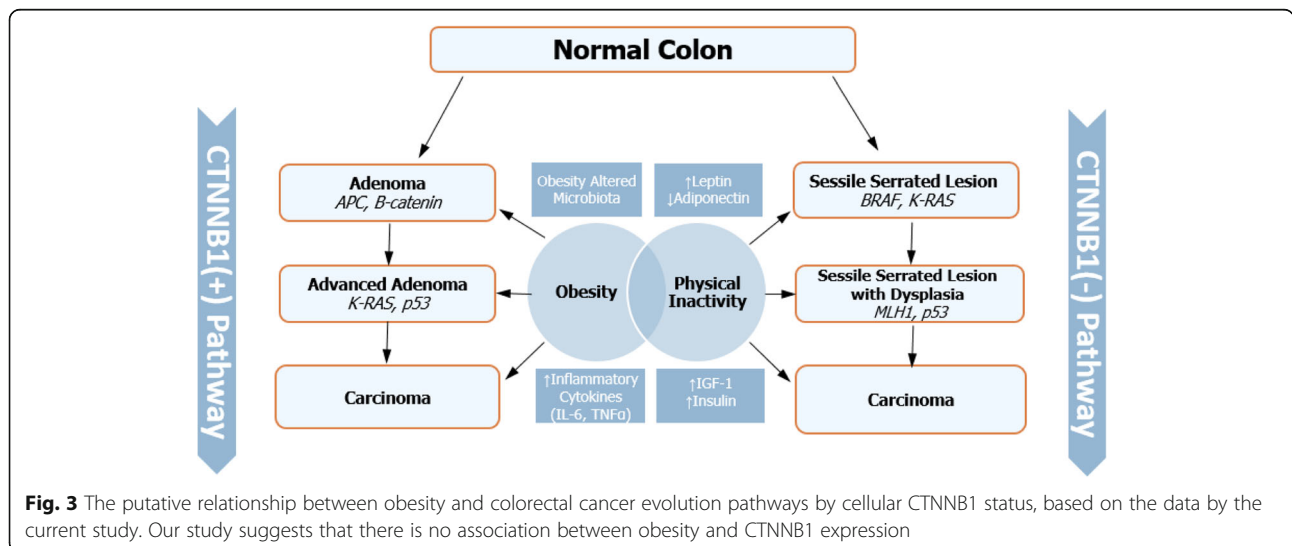 Normal Colon
CTNNB1(+) Pathway
Adenoma
APC, B-catenin
Advanced Adenoma
K-RAS, p53
Carcinoma
Obesity Altered
Microbiota
↑Leptin
↓Adiponectin
Obesity
Physical
Inactivity
↑Inflammatory
Cytokines
(IL-6, TNFα)
↑IGF-1
↑Insulin
Sessile Serrated Lesion
BRAF, K-RAS
Sessile Serrated Lesion
with Dysplasia
MLH1, p53
Carcinoma
CTNNB1(-) Pathway
Fig. 3 The putative relationship between obesity and colorectal cancer evolution pathways by cellular CTNNB1 status, based on the data by the
current study. Our study suggests that there is no association between obesity and CTNNB1 expression